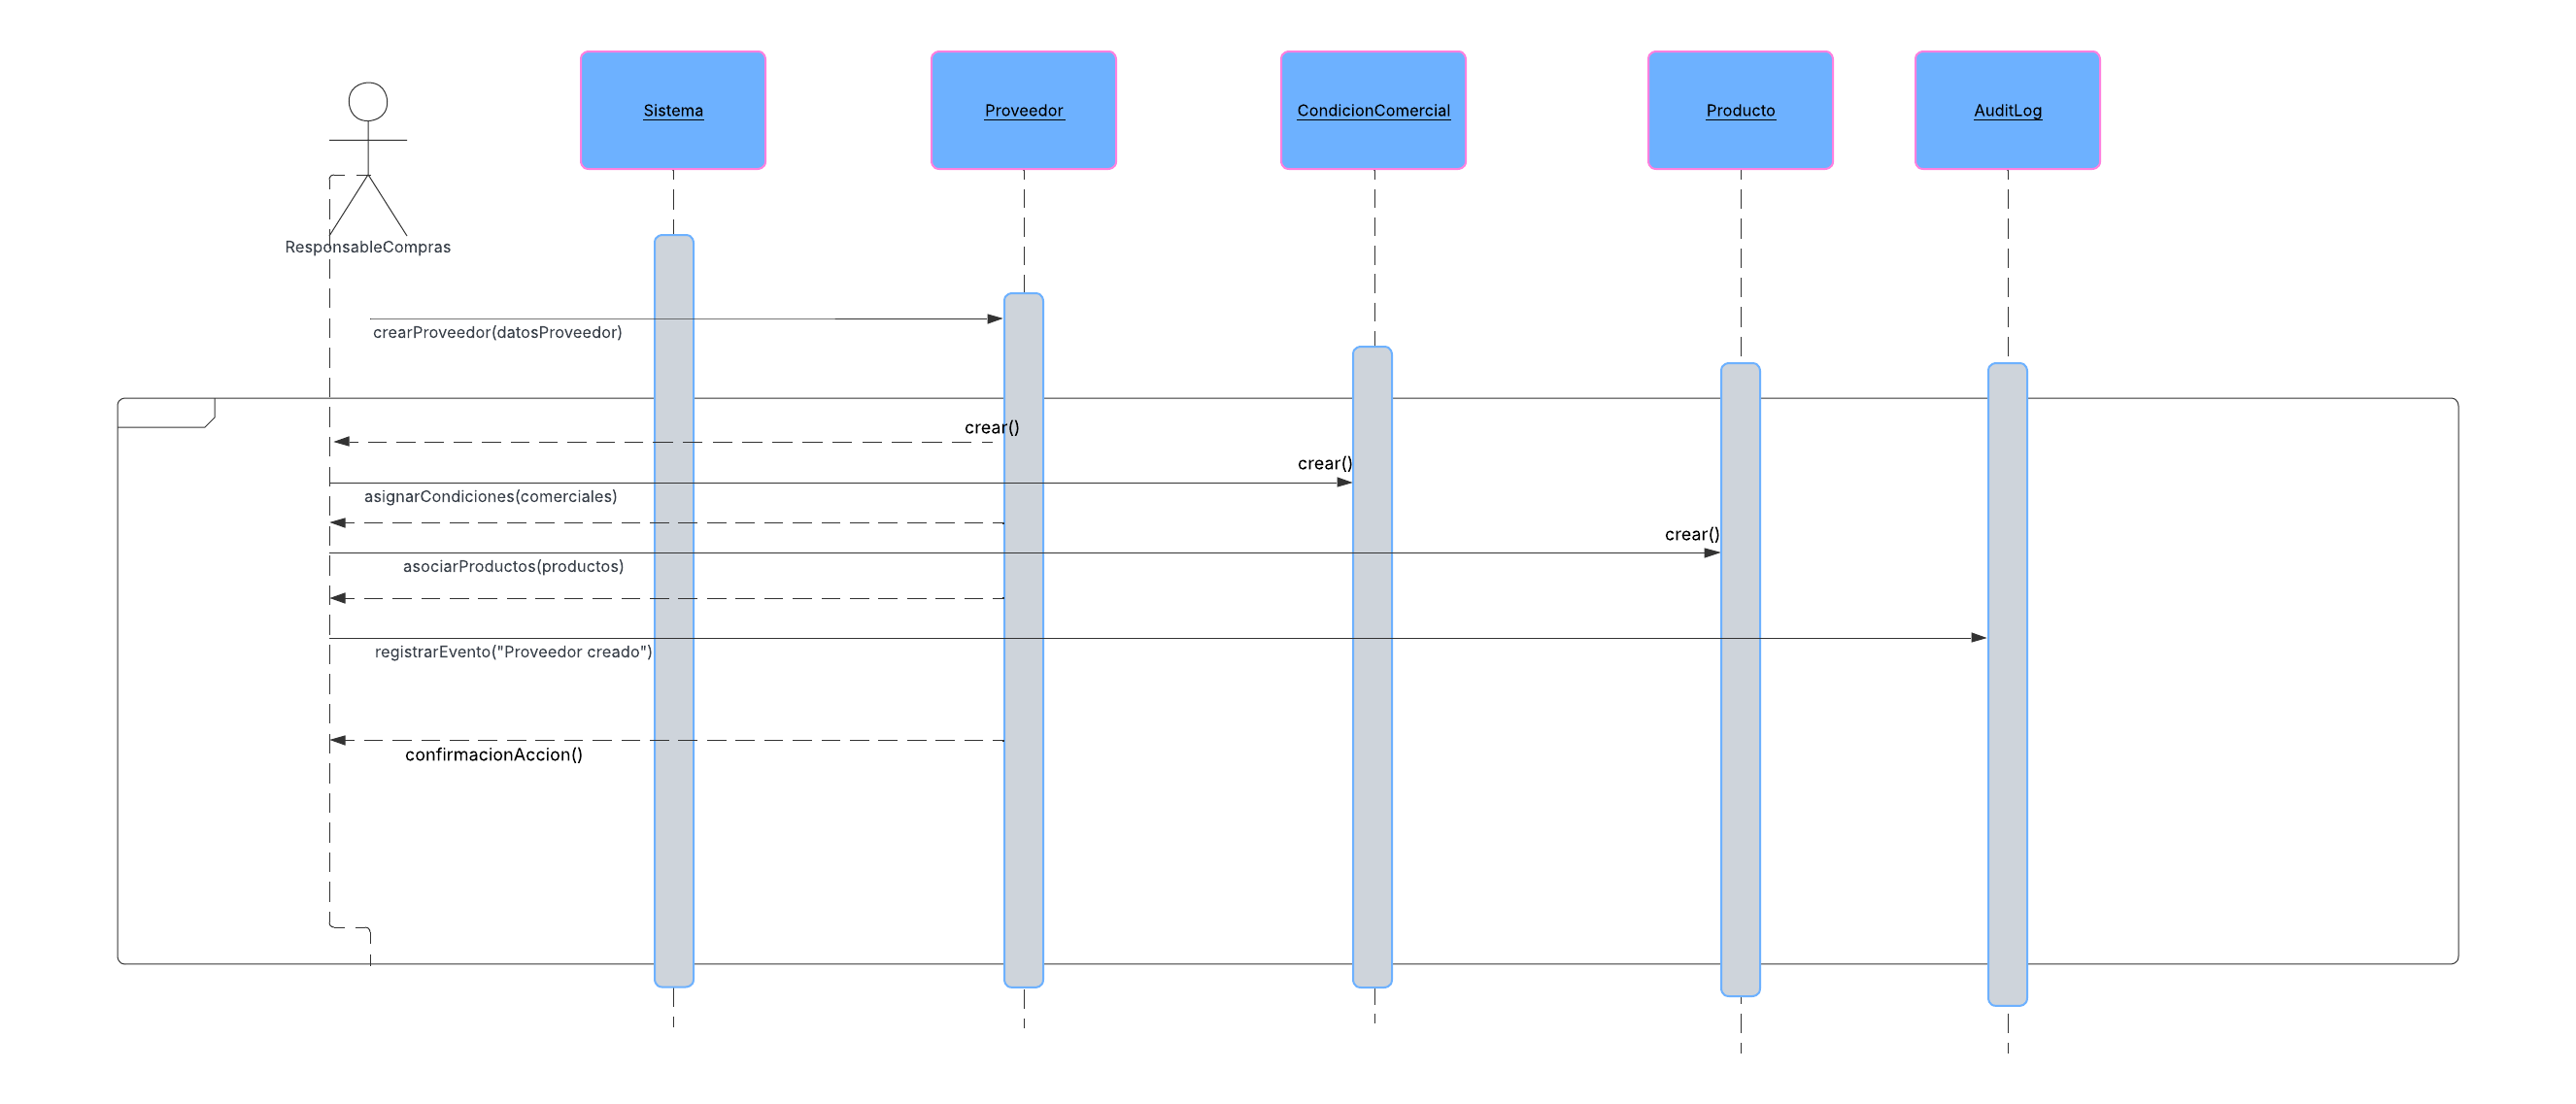 Sistema
Proveedor
CondicionComercial
Producto
AuditLog
ResponsableCompras
crearProveedor(datosProveedor)
crear()
crear()
asignarCondiciones(comerciales)
crear()
asociarProductos(productos)
registrarEvento("Proveedor creado")
confirmacionAccion()